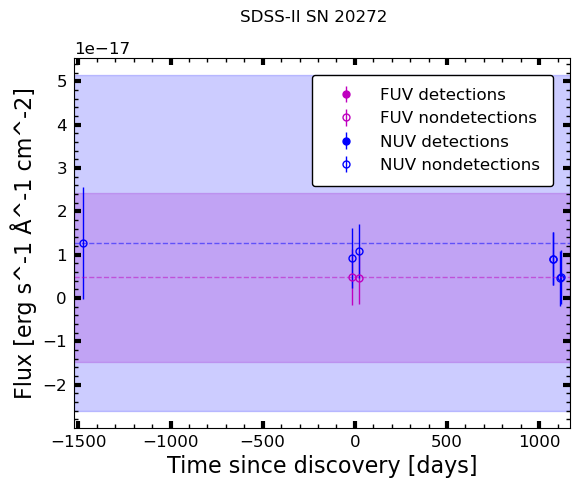 SDSS-II SN 20272
1e−17
FUV detections
FUV nondetections
NUV detections
NUV nondetections
5
4
3
2
1
0
−1
−2
Flux [erg s^-1 Å^-1 cm^-2]
−1500 −1000 −500 0 500 1000
Time since discovery [days]